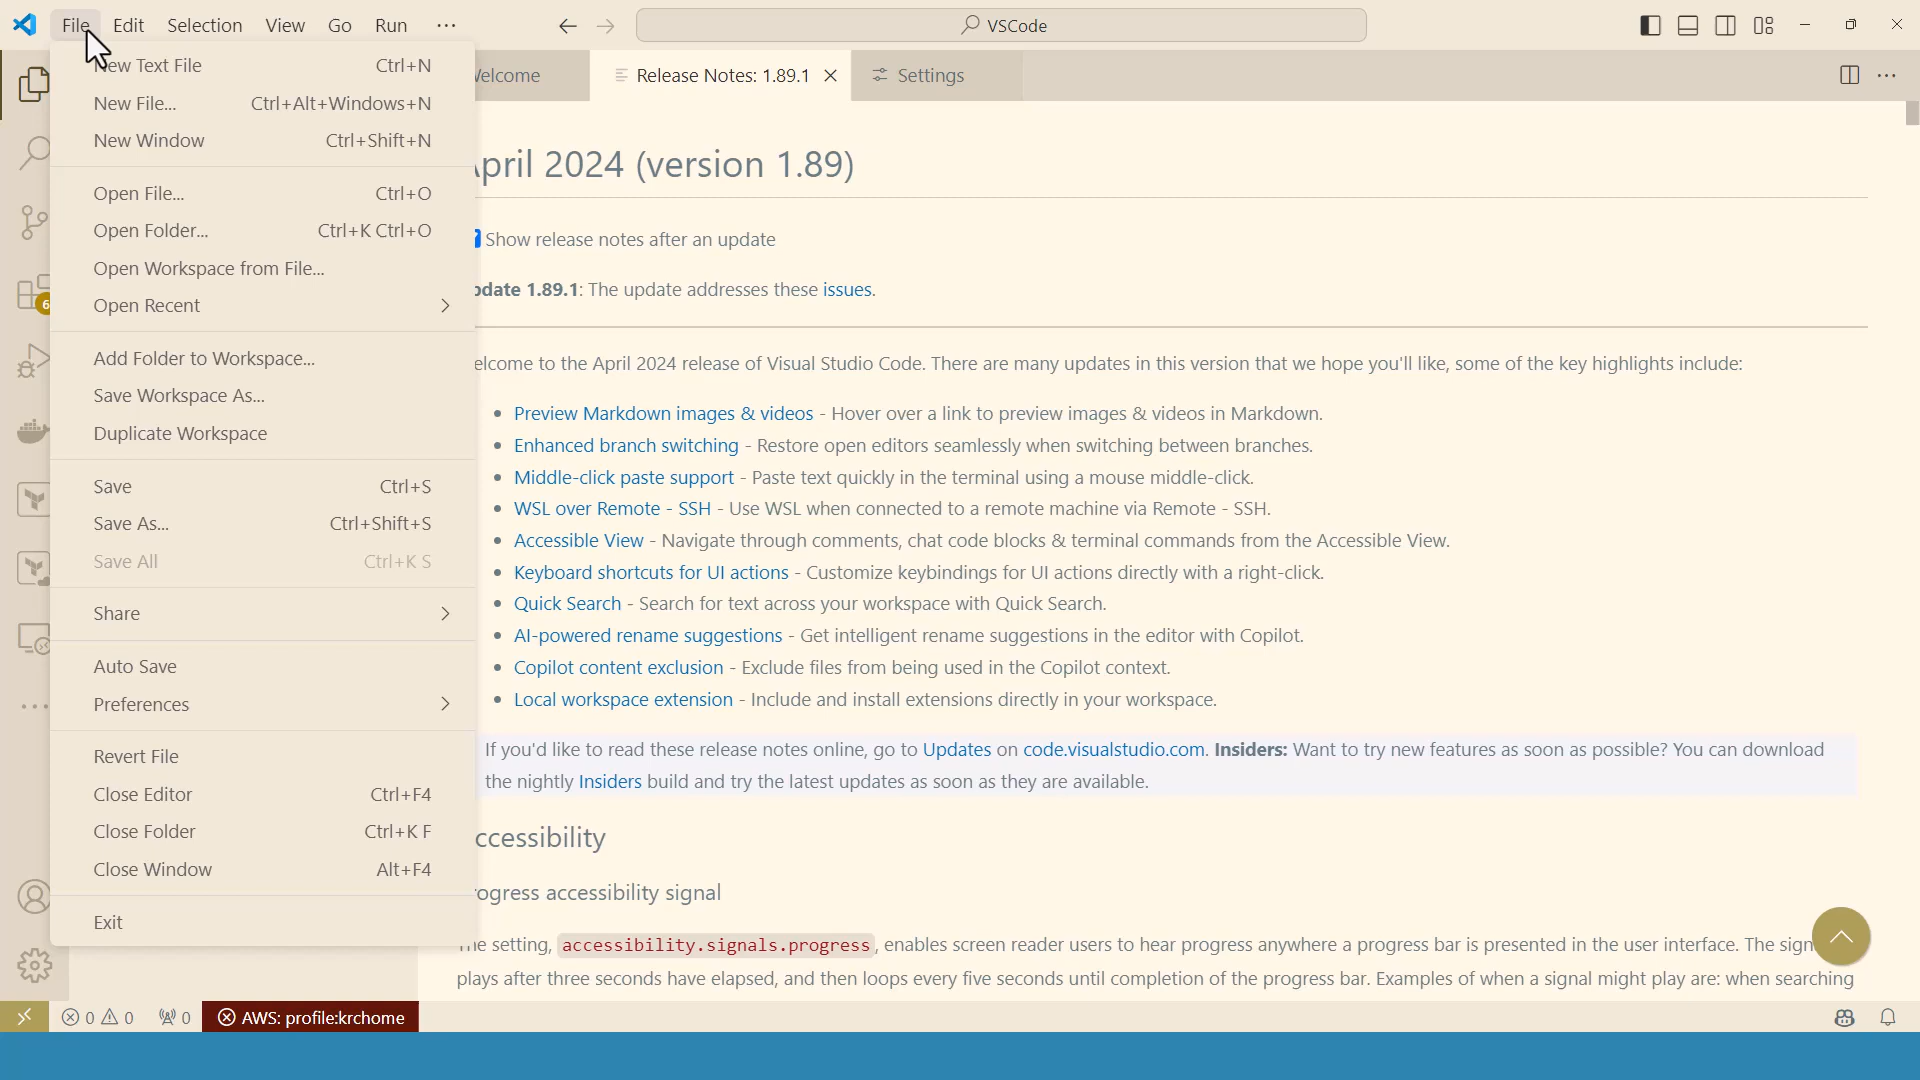 File Edit Selection View Go Run ···
VSCode
New Text File Ctrl+N
New File... Ctrl+Alt+Windows+N
New Window Ctrl+Shift+N
Open File... Ctrl+O
Open Folder... Ctrl+K Ctrl+O
Open Workspace from File...
Open Recent
Add Folder to Workspace...
Save Workspace As...
Duplicate Workspace
Save Ctrl+S
Save As... Ctrl+Shift+S
Save All Ctrl+K S
Share
Auto Save
Preferences
Revert File
Close Editor Ctrl+F4
Close Folder Ctrl+K F
Close Window Alt+F4
Exit
6
Welcome Release Notes: 1.89.1 Settings
April 2024 (version 1.89)
Show release notes after an update
Update 1.89.1: The update addresses these issues.
Welcome to the April 2024 release of Visual Studio Code. There are many updates in this version that we hope you'll like, some of the key highlights include:
• Preview Markdown images & videos - Hover over a link to preview images & videos in Markdown.
• Enhanced branch switching - Restore open editors seamlessly when switching between branches.
• Middle-click paste support - Paste text quickly in the terminal using a mouse middle-click.
• WSL over Remote - SSH - Use WSL when connected to a remote machine via Remote - SSH.
• Accessible View - Navigate through comments, chat code blocks & terminal commands from the Accessible View.
• Keyboard shortcuts for UI actions - Customize keybindings for UI actions directly with a right-click.
• Quick Search - Search for text across your workspace with Quick Search.
• AI-powered rename suggestions - Get intelligent rename suggestions in the editor with Copilot.
• Copilot content exclusion - Exclude files from being used in the Copilot context.
• Local workspace extension - Include and install extensions directly in your workspace.
If you'd like to read these release notes online, go to Updates on code.visualstudio.com. Insiders: Want to try new features as soon as possible? You can download
the nightly Insiders build and try the latest updates as soon as they are available.
Accessibility
Progress accessibility signal
The setting, accessibility.signals.progress, enables screen reader users to hear progress anywhere a progress bar is presented in the user interface. The signal
plays after three seconds have elapsed, and then loops every five seconds until completion of the progress bar. Examples of when a signal might play are: when searching
0 0 0 AWS: profile:krchome